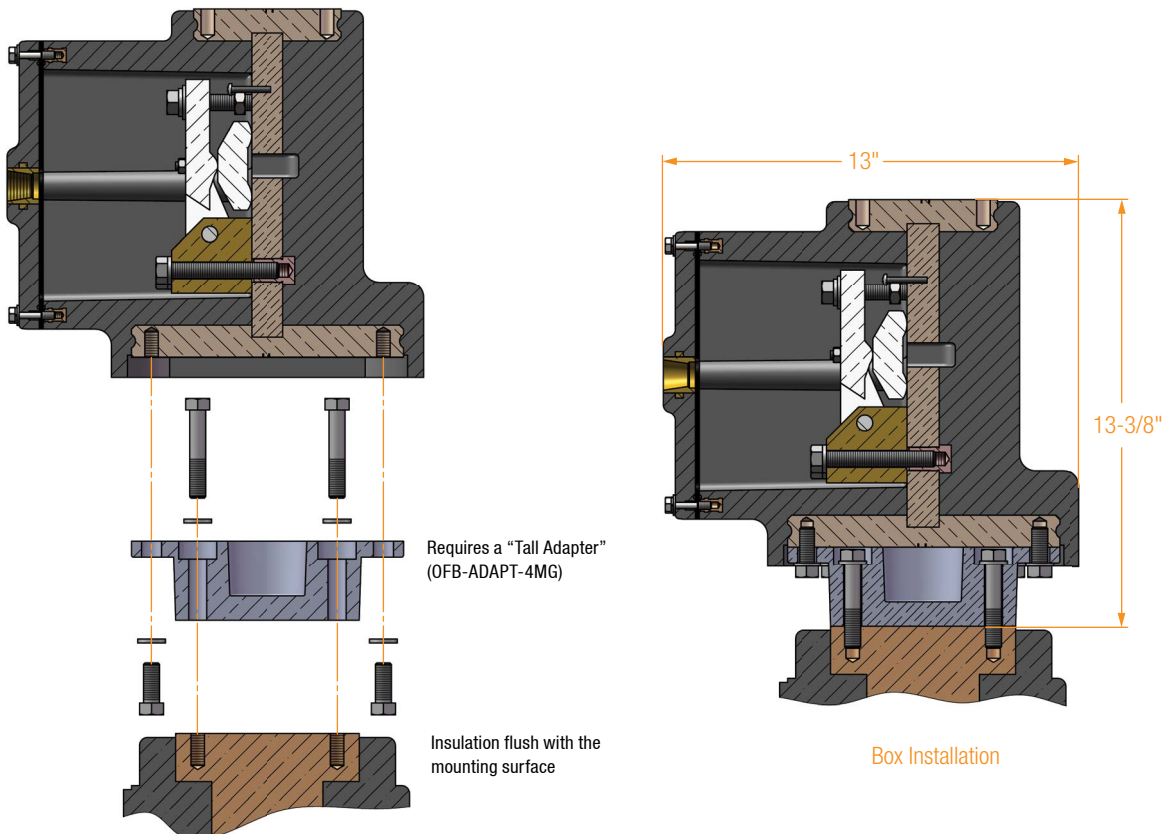 Requires a “Tall Adapter”
(OFB-ADAPT-4MG)
Insulation flush with the
mounting surface
13"
13-3/8"
Box Installation